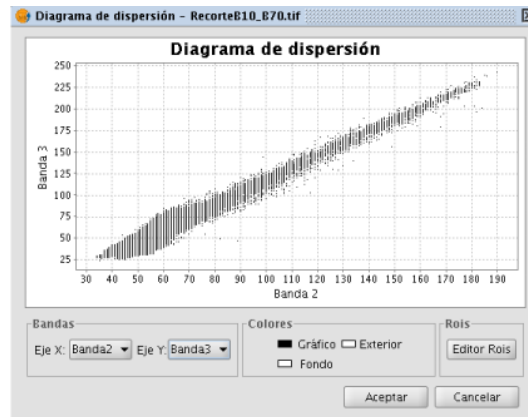 Diagrama de dispersión - RecorteB10_B70.tif
Diagrama de dispersión
250
225
200
175
150
125
100
75
50
25
Banda 3
30 40 50 60 70 80 90 100 110 120 130 140 150 160 170 180 190
Banda 2
Bandas
Eje X: Banda2 Eje Y: Banda3
Colores
Gráfico Exterior
Fondo
Rois
Editor Rois
Aceptar Cancelar